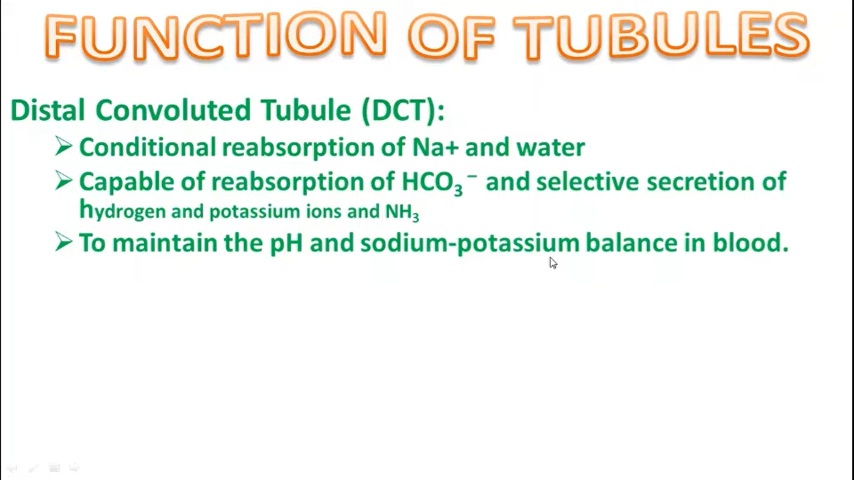 FUNCTION OF TUBULES
Distal Convoluted Tubule (DCT):
➢ Conditional reabsorption of Na+ and water
➢ Capable of reabsorption of HCO₃⁻ and selective secretion of
hydrogen and potassium ions and NH₃
➢ To maintain the pH and sodium-potassium balance in blood.